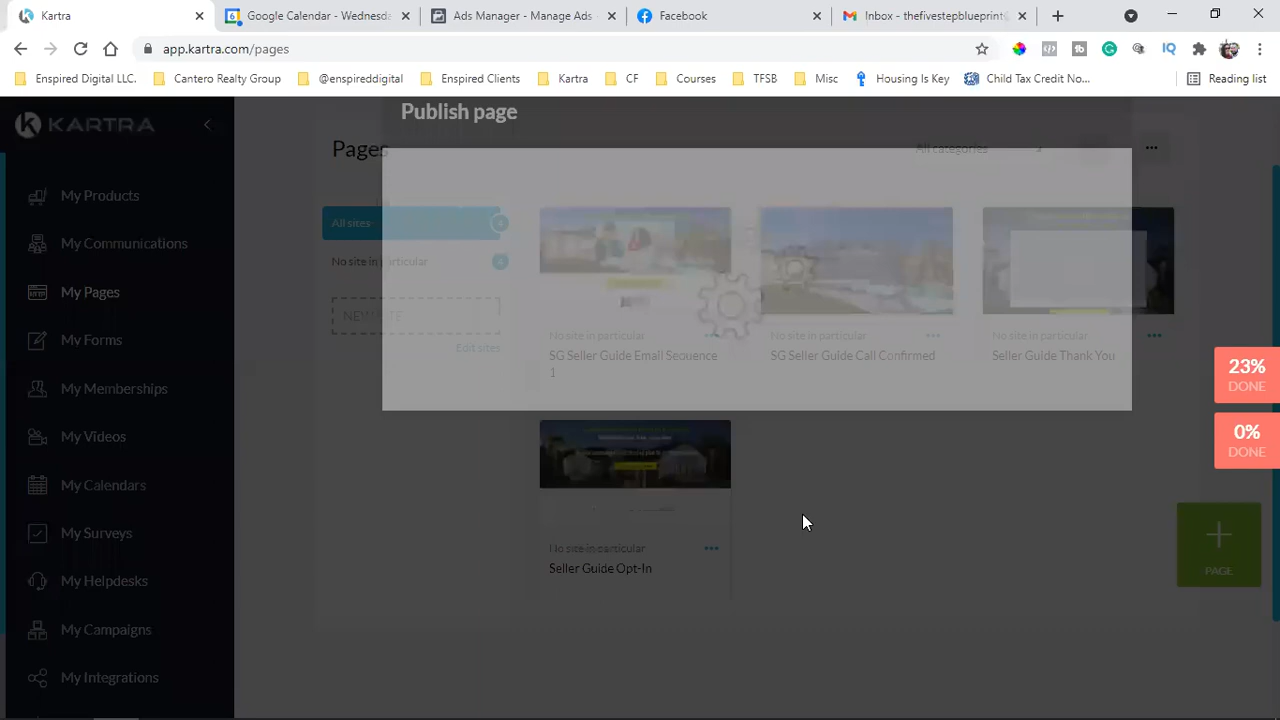 Kartra
Google Calendar - Wednesda
Ads Manager - Manage Ads
Facebook
Inbox - thefivestepblueprint@
app.kartra.com/pages
Enspired Digital LLC.
Cantero Realty Group
@enspireddigital
Enspired Clients
Kartra
CF
Courses
TFSB
Misc
Housing Is Key
Child Tax Credit No...
Reading list
KARTRA
My Products
My Communications
My Pages
My Forms
My Memberships
My Videos
My Calendars
My Surveys
My Helpdesks
My Campaigns
My Integrations
Publish page
Pages
All categories
All sites
4
No site in particular
4
NEW SITE
Edit sites
No site in particular
SG Seller Guide Email Sequence
1
No site in particular
SG Seller Guide Call Confirmed
No site in particular
Seller Guide Thank You
No site in particular
Seller Guide Opt-In
23%
DONE
0%
DONE
PAGE